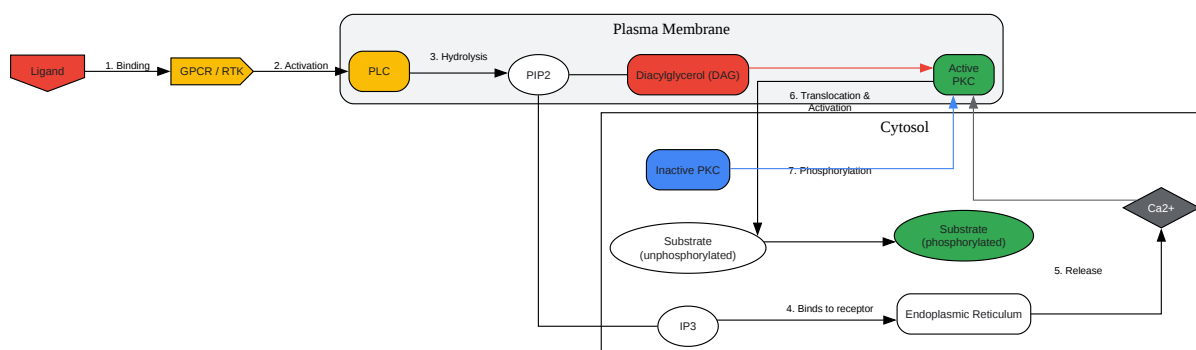 Plasma Membrane
Ligand
1. Binding
GPCR / RTK
2. Activation
PLC
3. Hydrolysis
PIP2
Diacylglycerol (DAG)
Active
PKC
6. Translocation &
Activation
Cytosol
Inactive PKC
7. Phosphorylation
Ca2+
Substrate
(unphosphorylated)
Substrate
(phosphorylated)
5. Release
IP3
4. Binds to receptor
Endoplasmic Reticulum